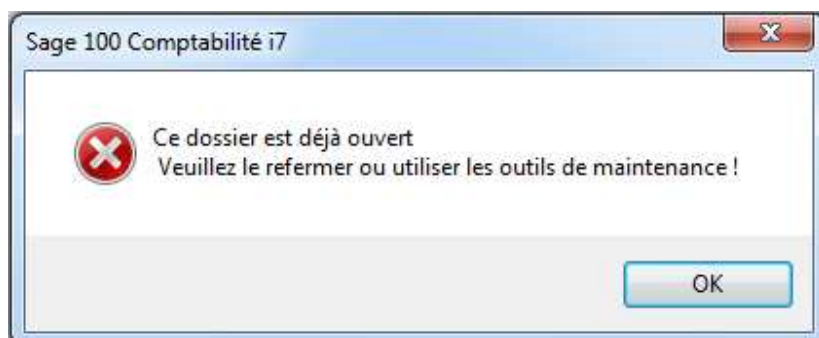 Sage 100 Comptabilité i7
Ce dossier est déjà ouvert
Veuillez le refermer ou utiliser les outils de maintenance !
OK